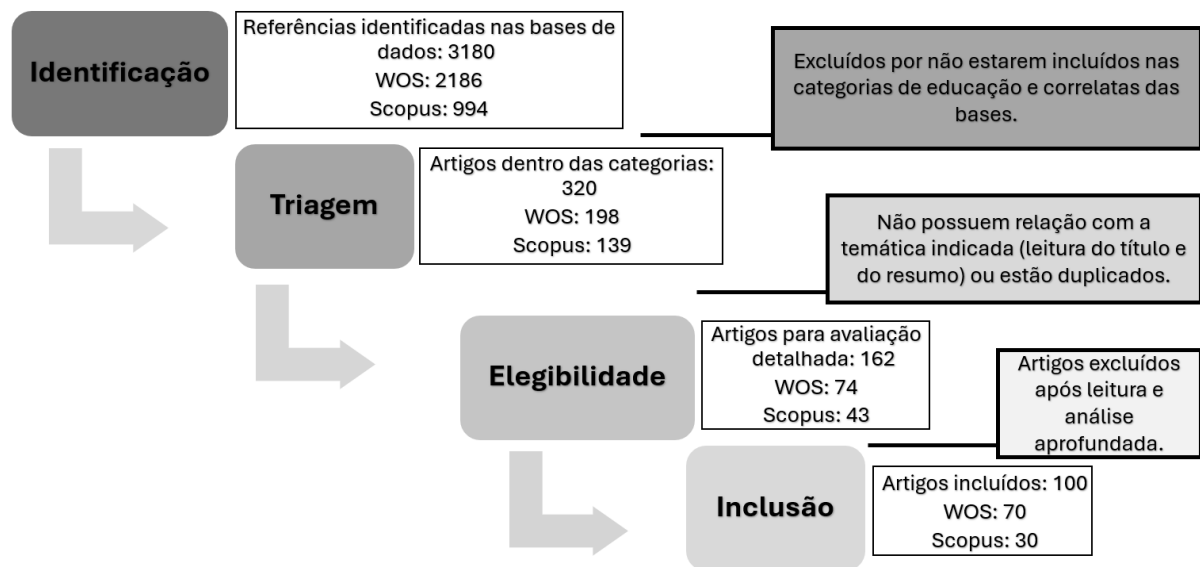 Identificação
Referências identificadas nas bases de
dados: 3180
WOS: 2186
Scopus: 994
Excluídos por não estarem incluídos nas
categorias de educação e correlatas das
bases.
Triagem
Artigos dentro das categorias:
320
WOS: 198
Scopus: 139
Não possuem relação com a
temática indicada (leitura do título e
do resumo) ou estão duplicados.
Elegibilidade
Artigos para avaliação
detalhada: 162
WOS: 74
Scopus: 43
Artigos excluídos
após leitura e
análise
aprofundada.
Inclusão
Artigos incluídos: 100
WOS: 70
Scopus: 30